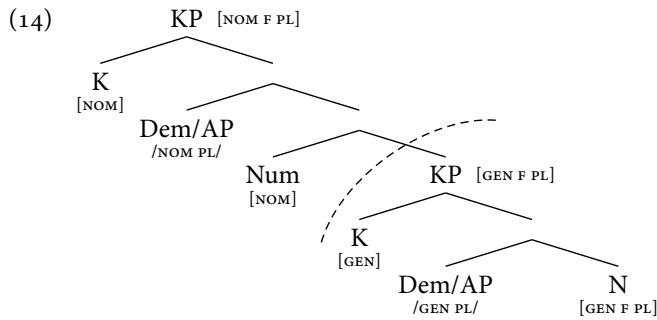 (14) KP [NOM F PL]
K
[NOM]
Dem/AP
/NOM PL/
Num
[NOM]
KP [GEN F PL]
K
[GEN]
Dem/AP
/GEN PL/
N
[GEN F PL]